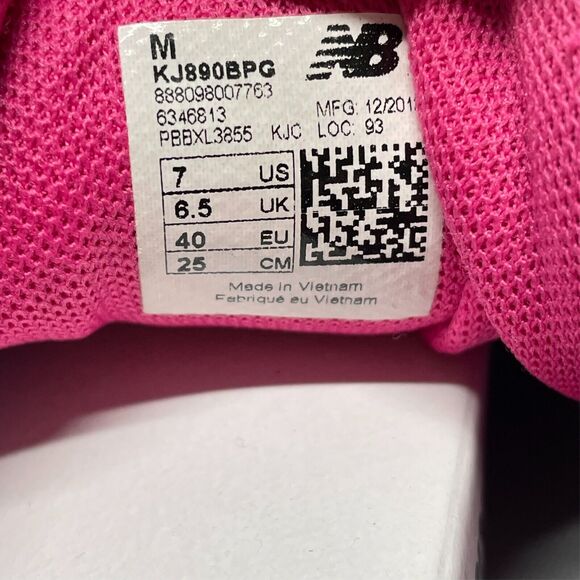 M
NB
KJ890BPG
888098007763
6346813 MFG: 12/201
PBBXL3855 KJC LOC: 93
7 US
6.5 UK
40 EU
25 CM
Made in Vietnam
Fabriqué au Vietnam